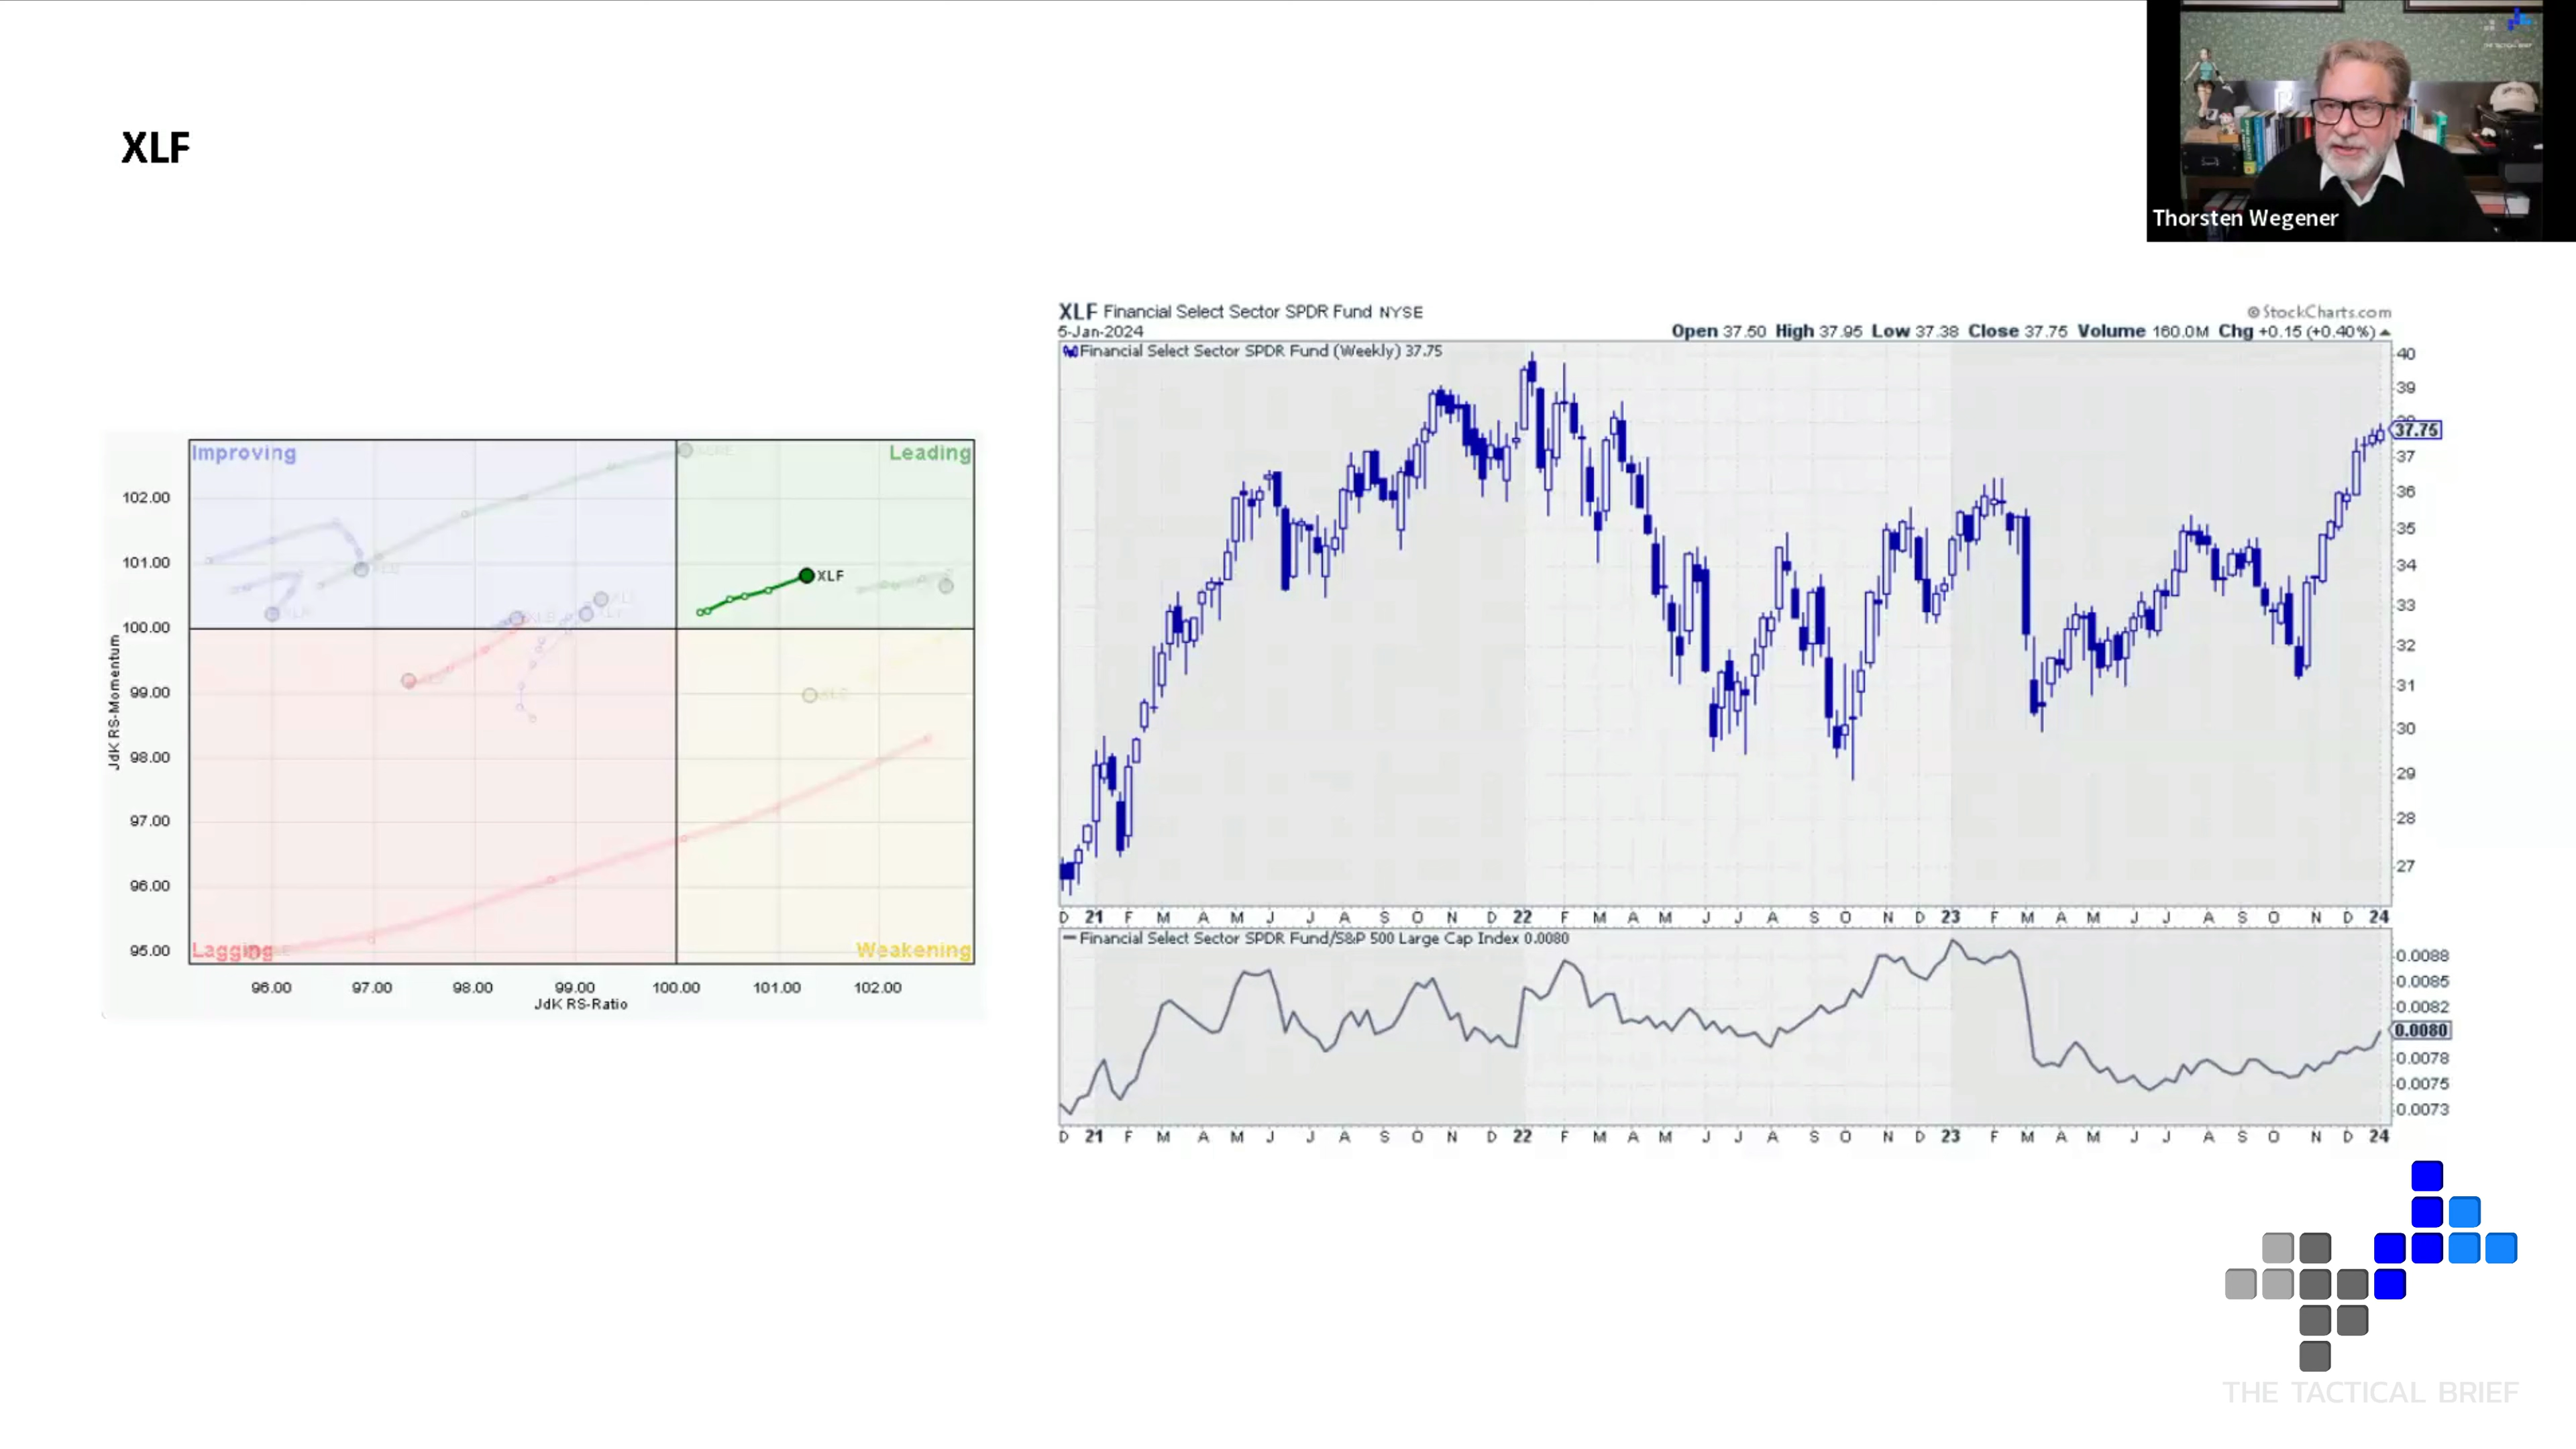 XLF
Thorsten Wegener
Improving
Leading
102.00
101.00
100.00
99.00
98.00
97.00
96.00
95.00
JdK RS-Momentum
XLF
Lagging
Weakening
96.00 97.00 98.00 99.00 100.00 101.00 102.00
JdK RS-Ratio
XLF Financial Select Sector SPDR Fund NYSE
© StockCharts.com
5-Jan-2024
Open 37.50 High 37.95 Low 37.38 Close 37.75 Volume 160.0M Chg +0.15 (+0.40%)
Financial Select Sector SPDR Fund (Weekly) 37.75
40
39
37.75
37
36
35
34
33
32
31
30
29
28
27
D 21 F M A M J J A S O N D 22 F M A M J J A S O N D 23 F M A M J J A S O N D 24
Financial Select Sector SPDR Fund/S&P 500 Large Cap Index 0.0080
0.0088
0.0085
0.0082
0.0080
0.0078
0.0075
0.0073
D 21 F M A M J J A S O N D 22 F M A M J J A S O N D 23 F M A M J J A S O N D 24
THE TACTICAL BRIEF